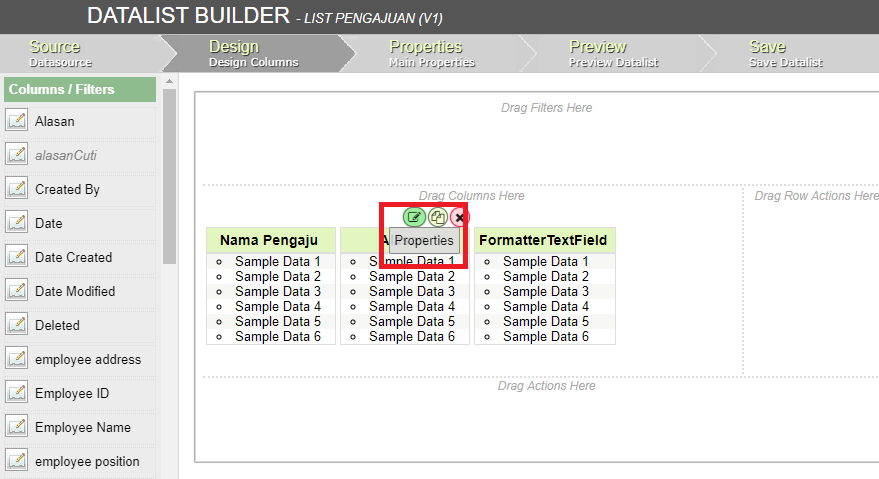 DATALIST BUILDER - LIST PENGAJUAN (V1)
Source
Datasource
Design
Design Columns
Properties
Main Properties
Preview
Preview Datalist
Save
Save Datalist
Columns / Filters
Alasan
alasanCuti
Created By
Date
Date Created
Date Modified
Deleted
employee address
Employee ID
Employee Name
employee position
Drag Filters Here
Drag Columns Here
Drag Row Actions Here
Properties
Nama Pengaju
Sample Data 1
Sample Data 2
Sample Data 3
Sample Data 4
Sample Data 5
Sample Data 6
Sample Data 1
Sample Data 2
Sample Data 3
Sample Data 4
Sample Data 5
Sample Data 6
FormatterTextField
Sample Data 1
Sample Data 2
Sample Data 3
Sample Data 4
Sample Data 5
Sample Data 6
Drag Actions Here